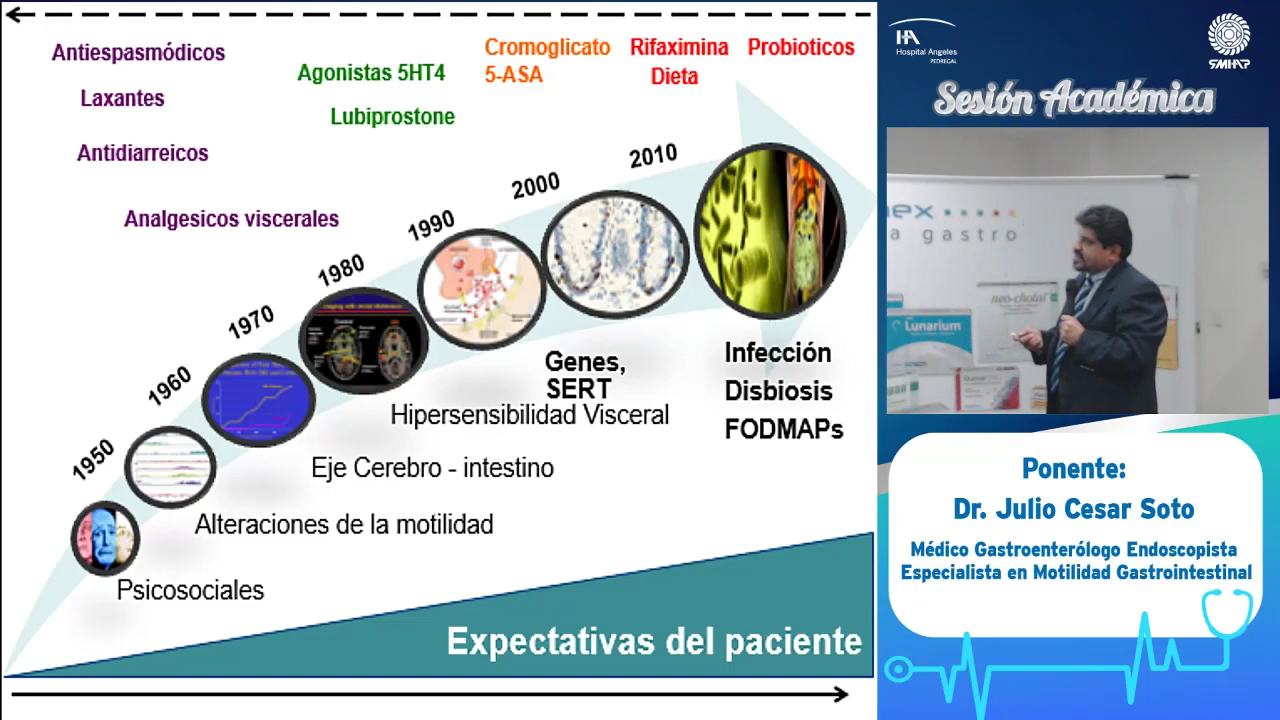 Antiespasmódicos
Laxantes
Antidiarreicos
Analgesicos viscerales
Agonistas 5HT4
Lubiprostone
Cromoglicato
5-ASA
Rifaximina
Dieta
Probioticos
1950
1960
1970
1980
1990
2000
2010
Psicosociales
Alteraciones de la motilidad
Eje Cerebro - intestino
Hipersensibilidad Visceral
Genes,
SERT
Infección
Disbiosis
FODMAPs
Expectativas del paciente
HA
Hospital Angeles
PEDREGAL
SMHAP
Sesión Académica
nex
a gastro
neo-cholal
Lunarium
Ponente:
Dr. Julio Cesar Soto
Médico Gastroenterólogo Endoscopista
Especialista en Motilidad Gastrointestinal